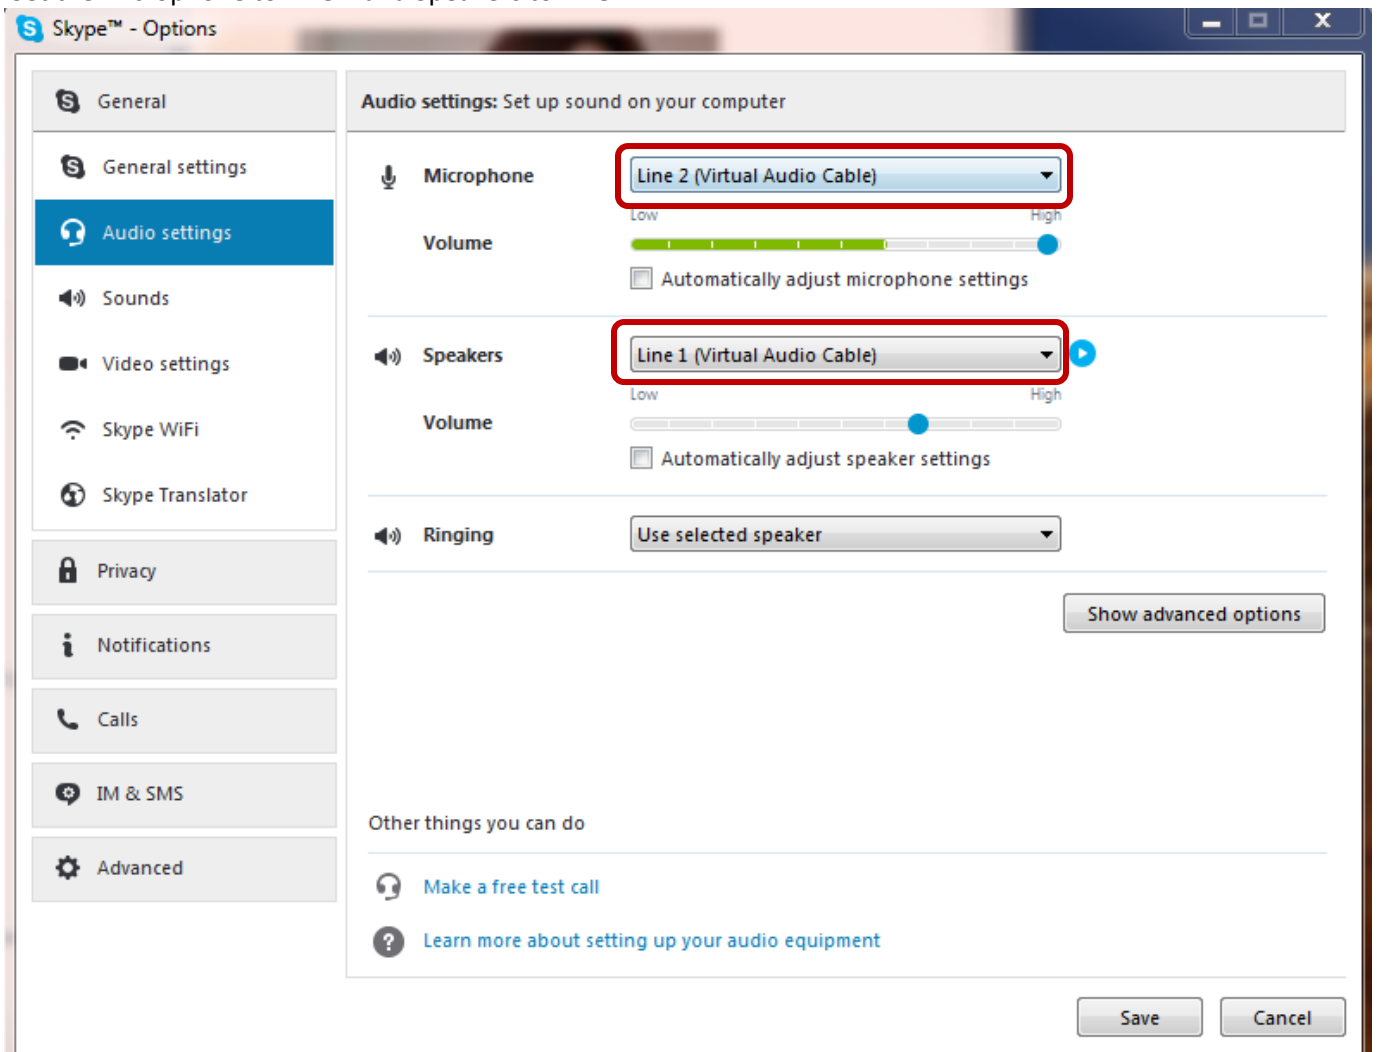 Skype™ - Options
General
General settings
Audio settings
Sounds
Video settings
Skype WiFi
Skype Translator
Privacy
Notifications
Calls
IM & SMS
Advanced
Audio settings: Set up sound on your computer
Microphone
Line 2 (Virtual Audio Cable)
Low High
Volume
Automatically adjust microphone settings
Speakers
Line 1 (Virtual Audio Cable)
Low High
Volume
Automatically adjust speaker settings
Ringing
Use selected speaker
Show advanced options
Other things you can do
Make a free test call
Learn more about setting up your audio equipment
Save Cancel